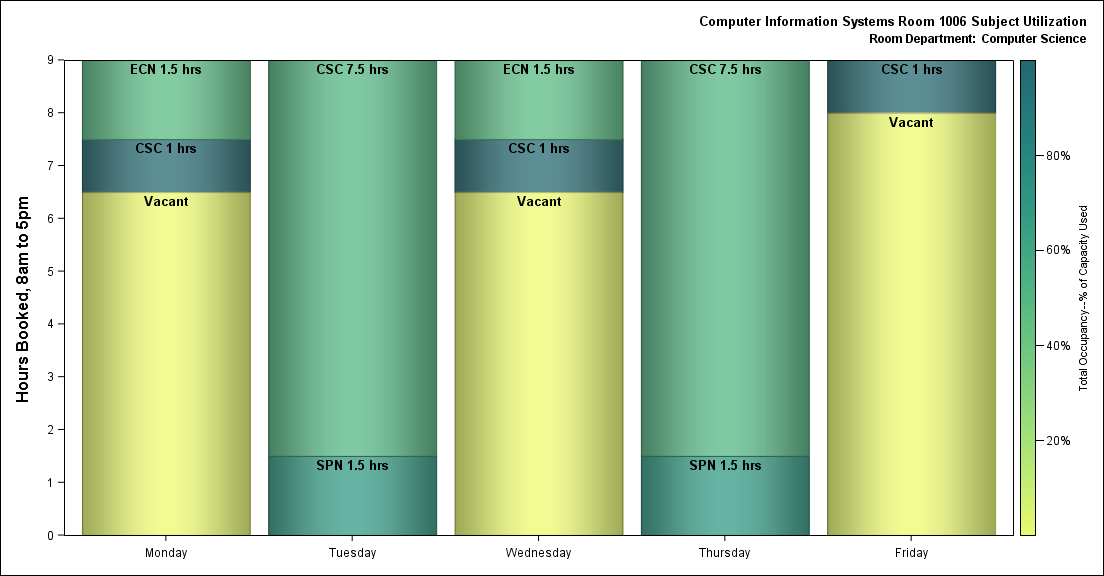 Computer Information Systems Room 1006 Subject Utilization
Room Department: Computer Science
Hours Booked, 8am to 5pm
9
8
7
6
5
4
3
2
1
0
ECN 1.5 hrs
CSC 1 hrs
Vacant
CSC 7.5 hrs
SPN 1.5 hrs
ECN 1.5 hrs
CSC 1 hrs
Vacant
CSC 7.5 hrs
SPN 1.5 hrs
CSC 1 hrs
Vacant
Monday
Tuesday
Wednesday
Thursday
Friday
80%
60%
40%
20%
Total Occupancy--% of Capacity Used